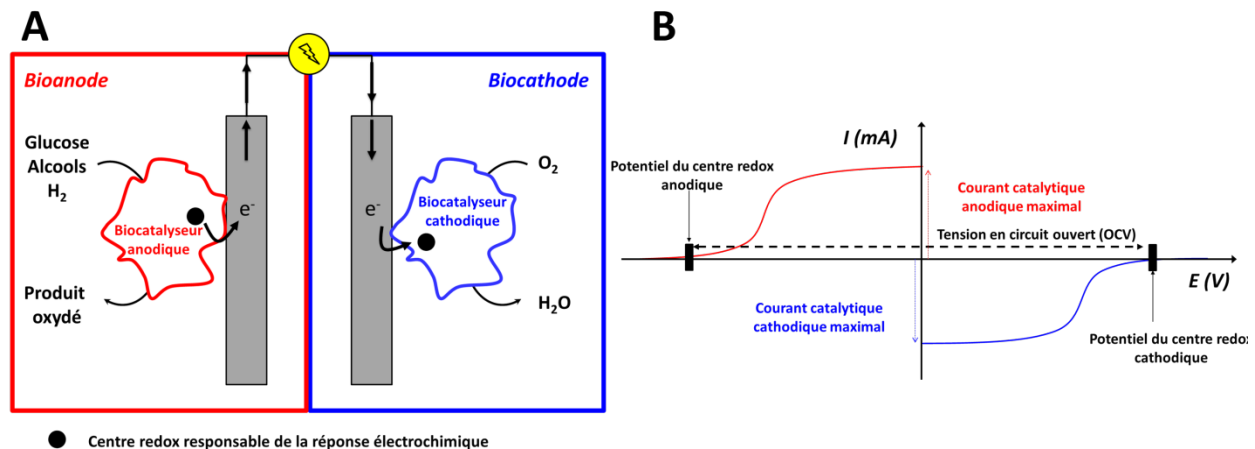 A
Bioanode
Biocathode
Glucose
Alcools
H2
O2
e-
e-
Biocatalyseur
anodique
Biocatalyseur
cathodique
Produit
oxydé
H2O
Centre redox responsable de la réponse électrochimique
B
I (mA)
Potentiel du centre redox
anodique
Courant catalytique
anodique maximal
Tension en circuit ouvert (OCV)
E (V)
Courant catalytique
cathodique maximal
Potentiel du centre redox
cathodique